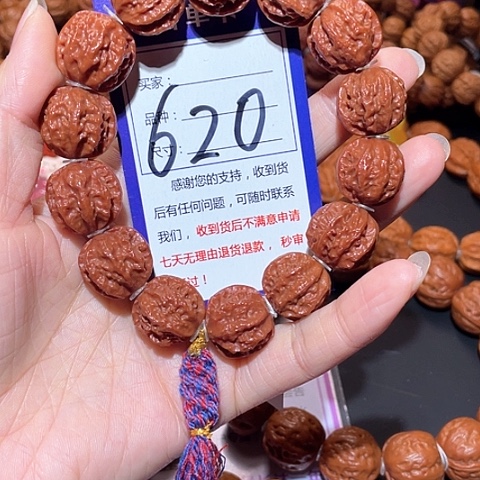 买家：
品种：
620
尺寸：
感谢您的支持，收到货
后有任何问题，可随时联系
我们，收到货后不满意申请
七天无理由退货退款，秒审
过！